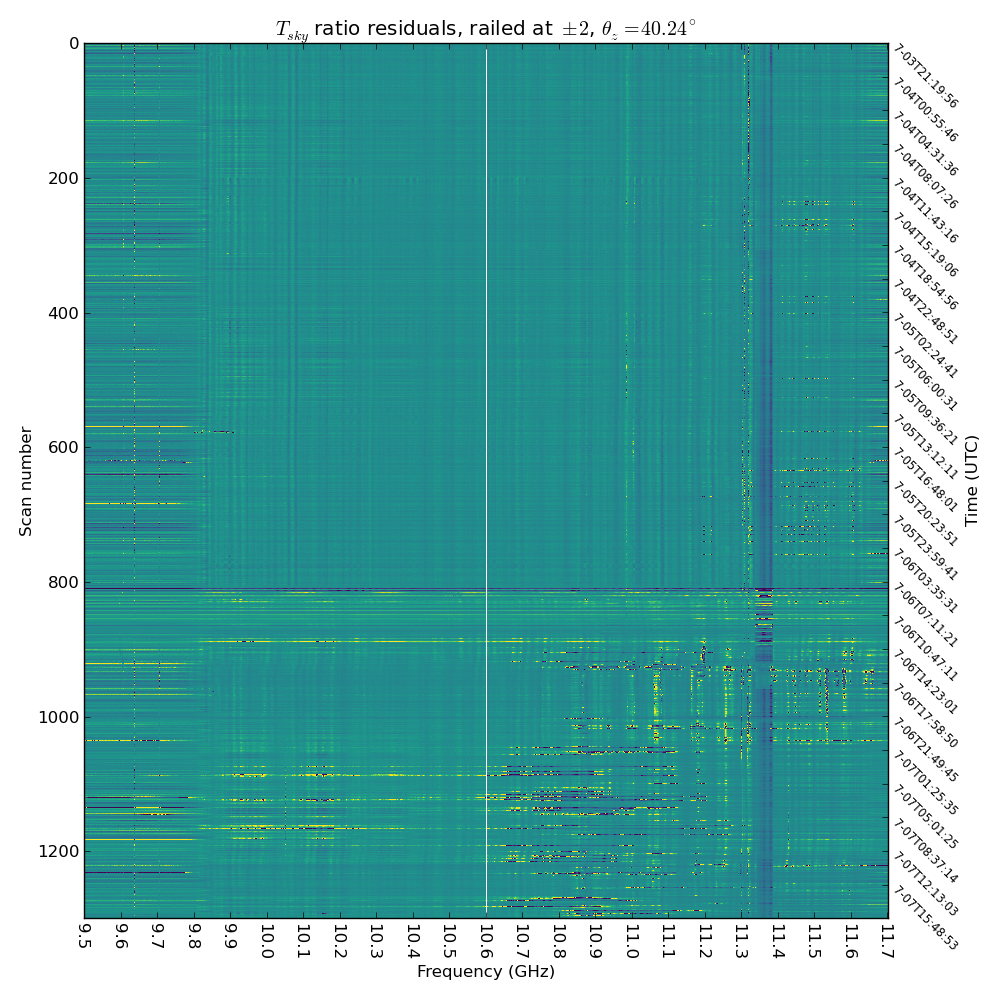 T_sky ratio residuals, railed at ±2, θ_z =40.24°
Scan number
0
200
400
600
800
1000
1200
9.5 9.6 9.7 9.8 9.9 10.0 10.1 10.2 10.3 10.4 10.5 10.6 10.7 10.8 10.9 11.0 11.1 11.2 11.3 11.4 11.5 11.6 11.7
Frequency (GHz)
7-03T21:19:56
7-04T00:55:46
7-04T04:31:36
7-04T08:07:26
7-04T11:43:16
7-04T15:19:06
7-04T18:54:56
7-04T22:48:51
7-05T02:24:41
7-05T06:00:31
7-05T09:36:21
7-05T13:12:11
7-05T16:48:01
7-05T20:23:51
7-05T23:59:41
7-06T03:35:31
7-06T07:11:21
7-06T10:47:11
7-06T14:23:01
7-06T17:58:50
7-06T21:49:45
7-07T01:25:35
7-07T05:01:25
7-07T08:37:14
7-07T12:13:03
7-07T15:48:53
Time (UTC)